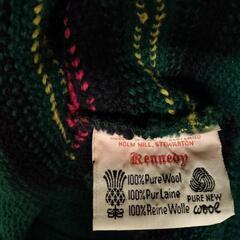 HOLM MILL, STEWARTON
Kennedy
100% Pure Wool
100% Pur Laine
100% Reine Wolle
PURE NEW
WOOL